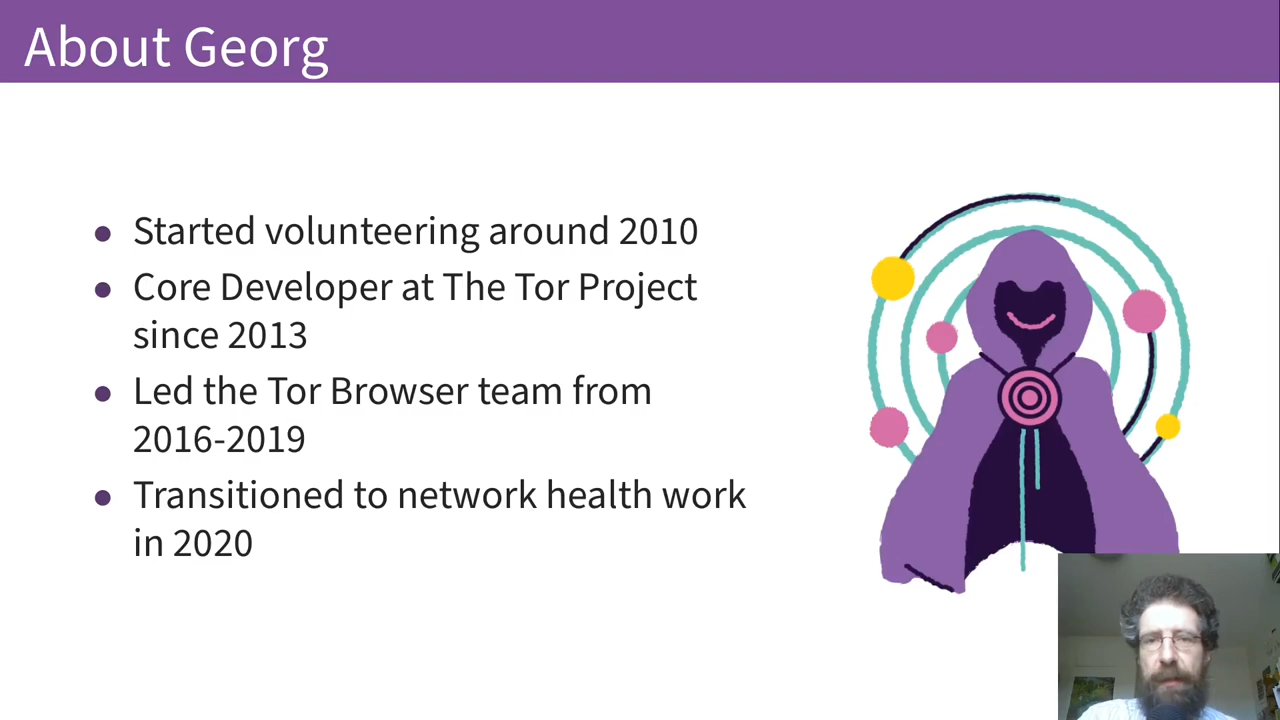 About Georg
● Started volunteering around 2010
● Core Developer at The Tor Project
since 2013
● Led the Tor Browser team from
2016-2019
● Transitioned to network health work
in 2020